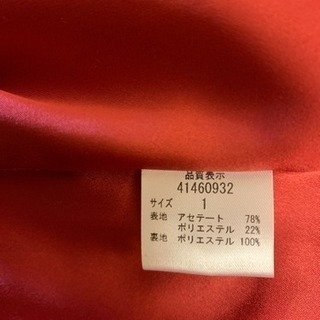 品質表示
41460932
サイズ 1
表地 アセテート 78%
ポリエステル 22%
裏地 ポリエステル 100%